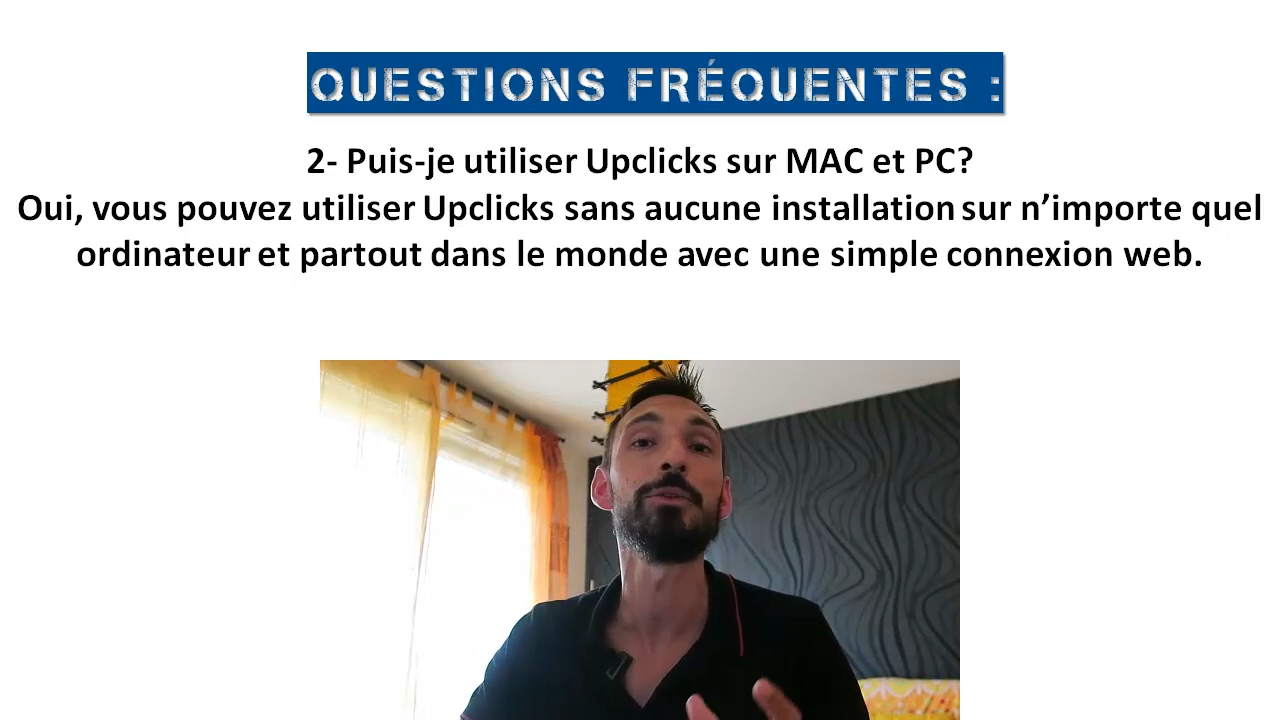 QUESTIONS FRÉQUENTES :
2- Puis-je utiliser Upclicks sur MAC et PC?
Oui, vous pouvez utiliser Upclicks sans aucune installation sur n’importe quel
ordinateur et partout dans le monde avec une simple connexion web.